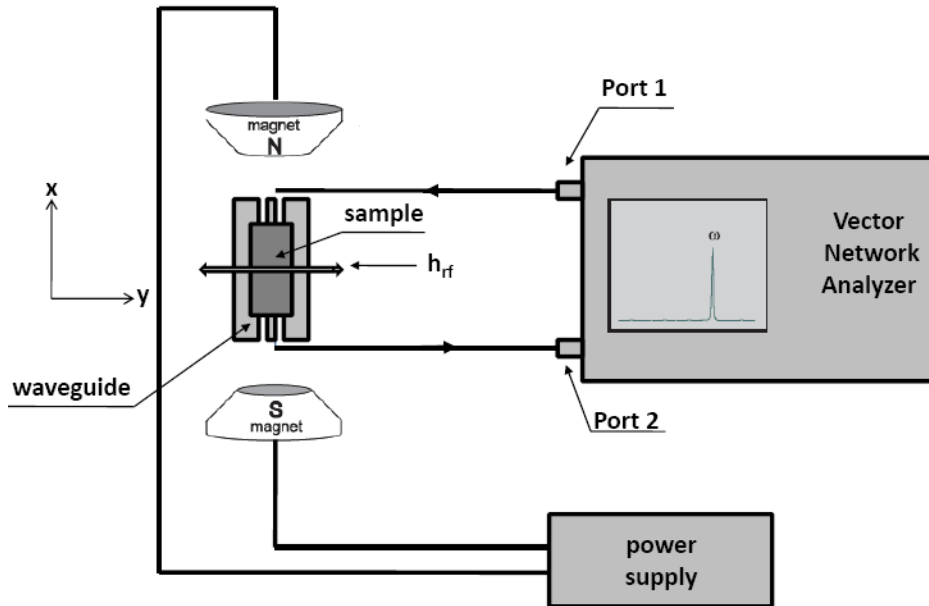 Port 1
magnet
N
x
sample
Vector
Network
Analyzer
ω
y
h_rf
waveguide
S
magnet
Port 2
power
supply